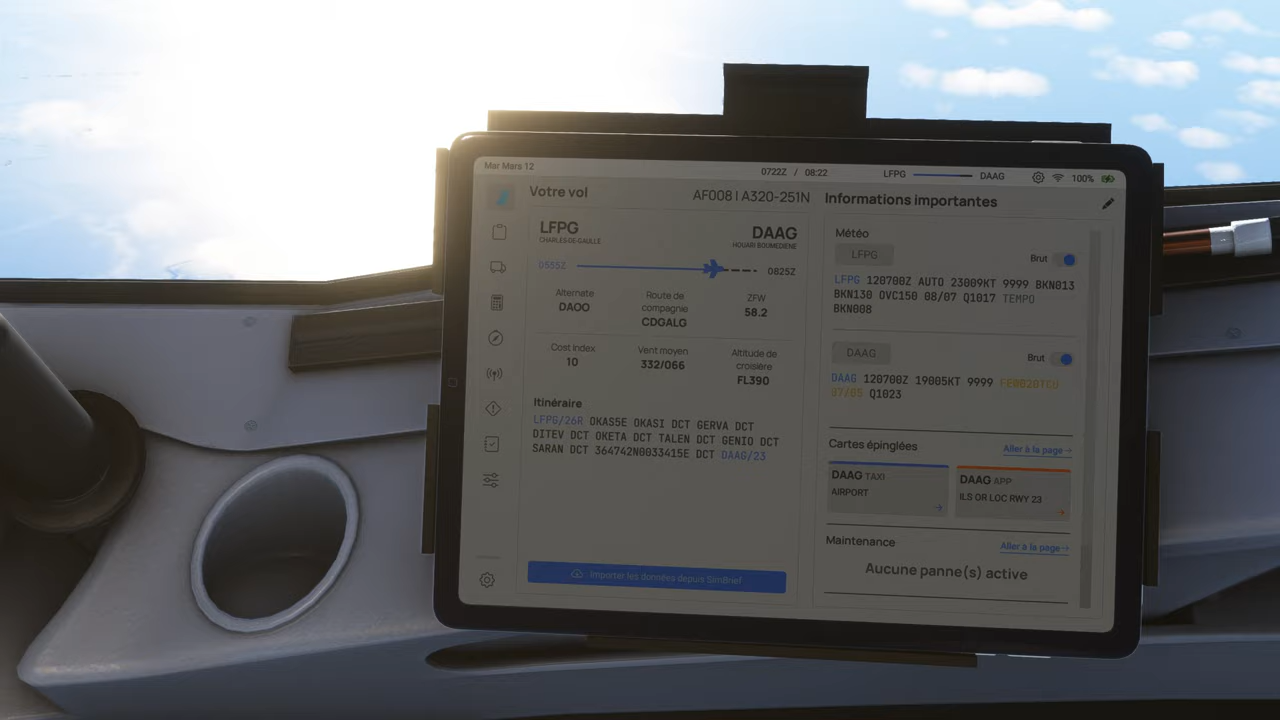 Mar Mars 12
0722Z / 08:22
LFPG DAAG
100%
Votre vol
AF008 | A320-251N
LFPG
CHARLES-DE-GAULLE
DAAG
HOUARI BOUMEDIENE
0555Z
0825Z
Alternate
DAOO
Route de
compagnie
CDGALG
ZFW
58.2
Cost Index
10
Vent moyen
332/066
Altitude de
croisière
FL390
Itinéraire
LFPG/26R OKAS5E OKASI DCT GERVA DCT
DITEV DCT OKETA DCT TALEN DCT GENIO DCT
SARAN DCT 364742N0033415E DCT DAAG/23
Importer les données depuis SimBrief
Informations importantes
Météo
LFPG
Brut
LFPG 120700Z AUTO 23009KT 9999 BKN013
BKN130 OVC150 08/07 Q1017 TEMPO
BKN008
DAAG
Brut
DAAG 120700Z 19005KT 9999 FE0020TCU
07/05 Q1023
Cartes épinglées
Aller à la page
DAAG TAXI
AIRPORT
DAAG APP
ILS OR LOC RWY 23
Maintenance
Aller à la page
Aucune panne(s) active